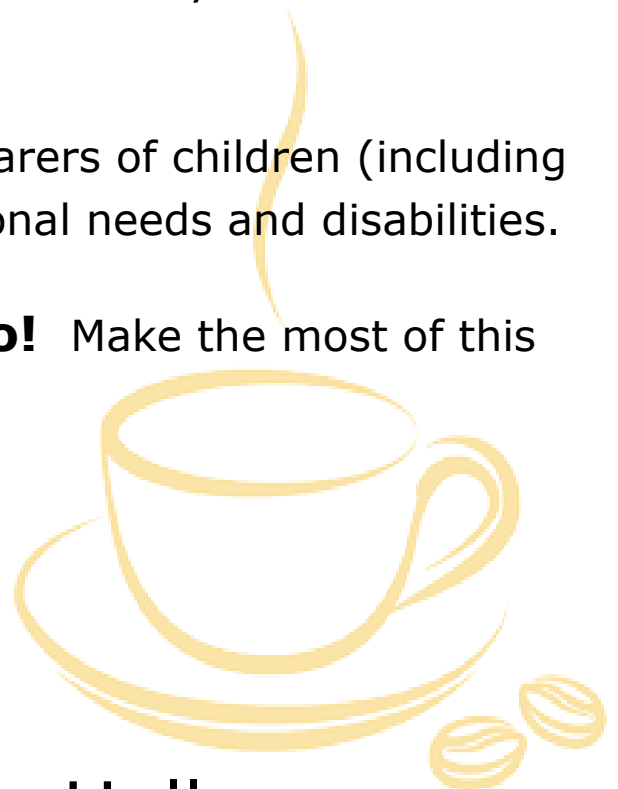 arers of children (including
onal needs and disabilities.
o! Make the most of this